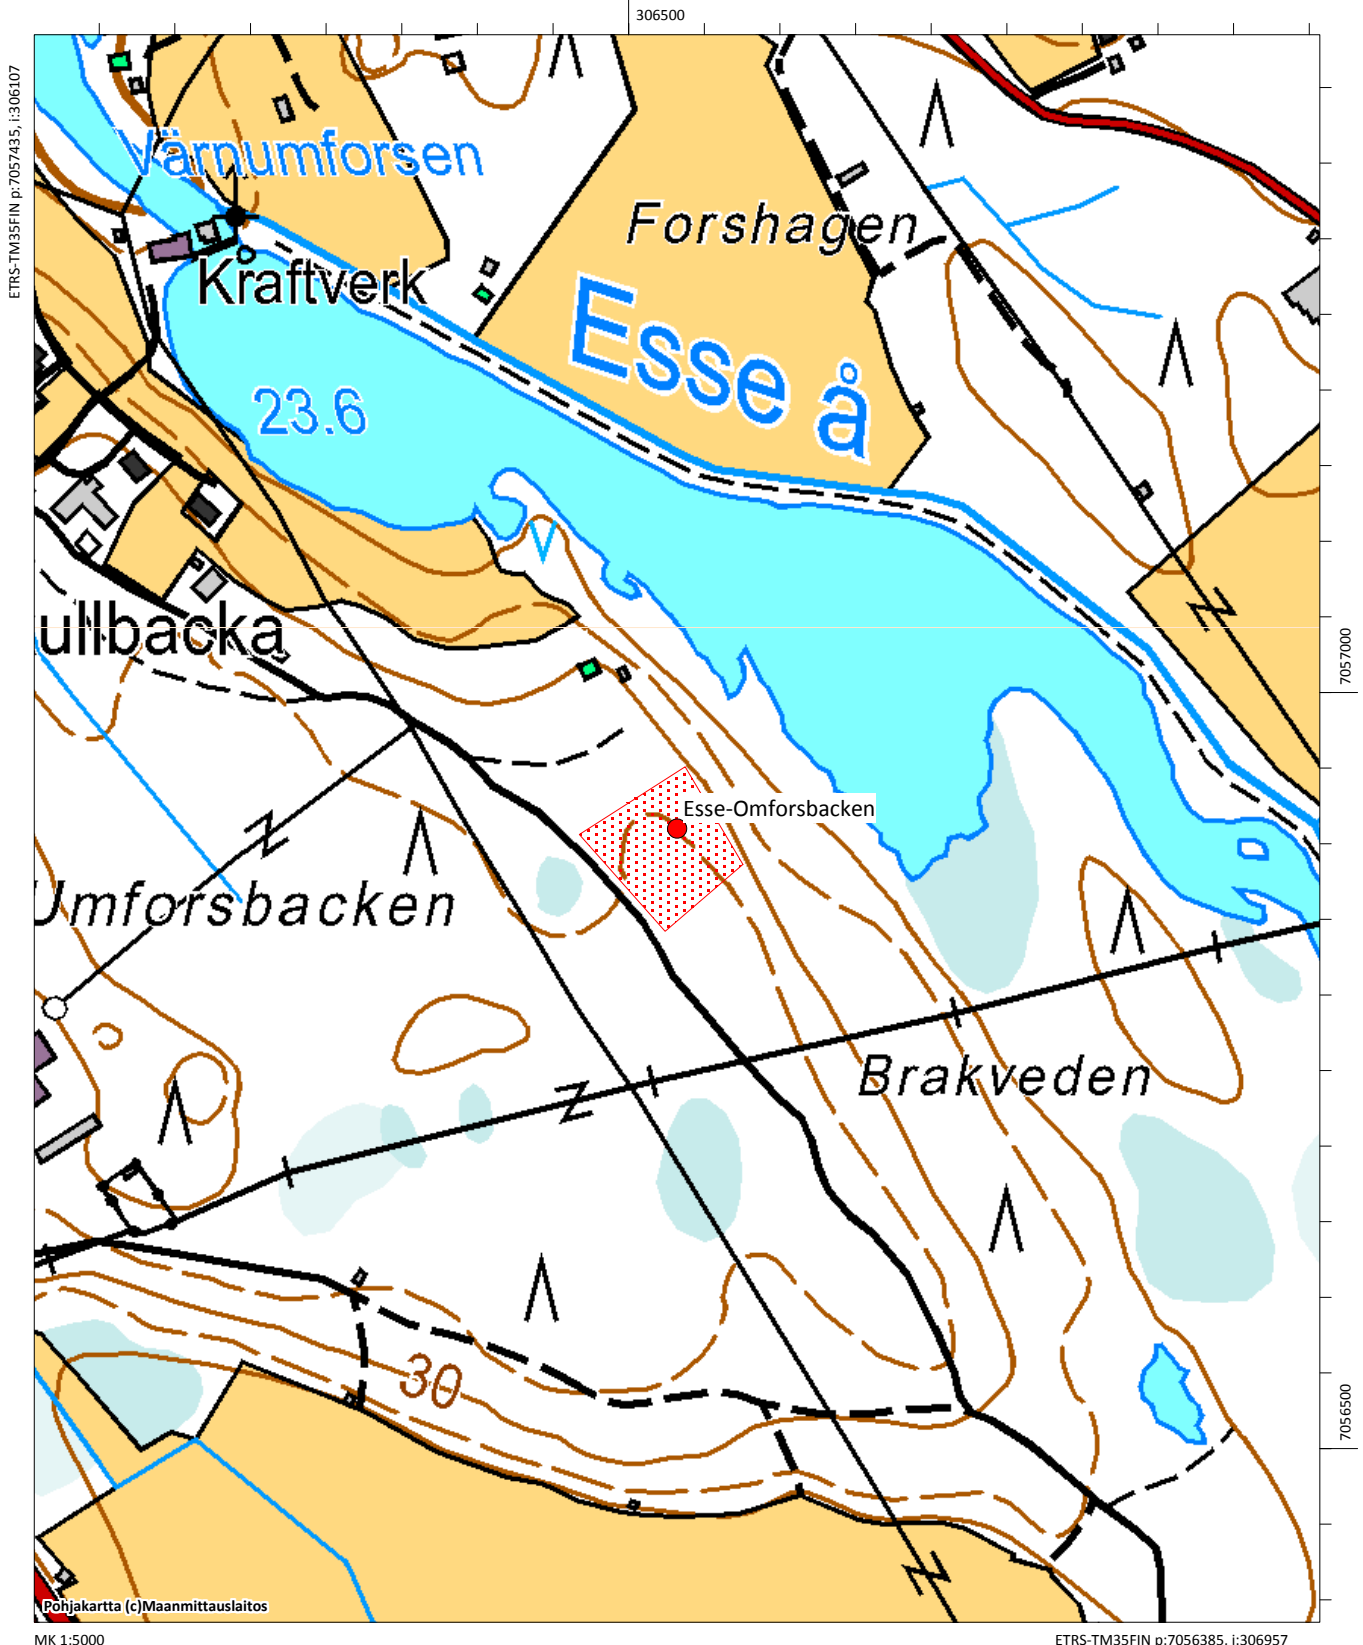 306500
ETRS-TM35FIN p:7057435, i:306107
Värnumforsen
Forshagen
Kraftverk
Esse å
23.6
ullbacka
7057000
Esse-Omforsbacken
Umforsbacken
Brakveden
30
7056500
Pohjakartta (c)Maanmittauslaitos
MK 1:5000
ETRS-TM35FIN p:7056385, i:306957